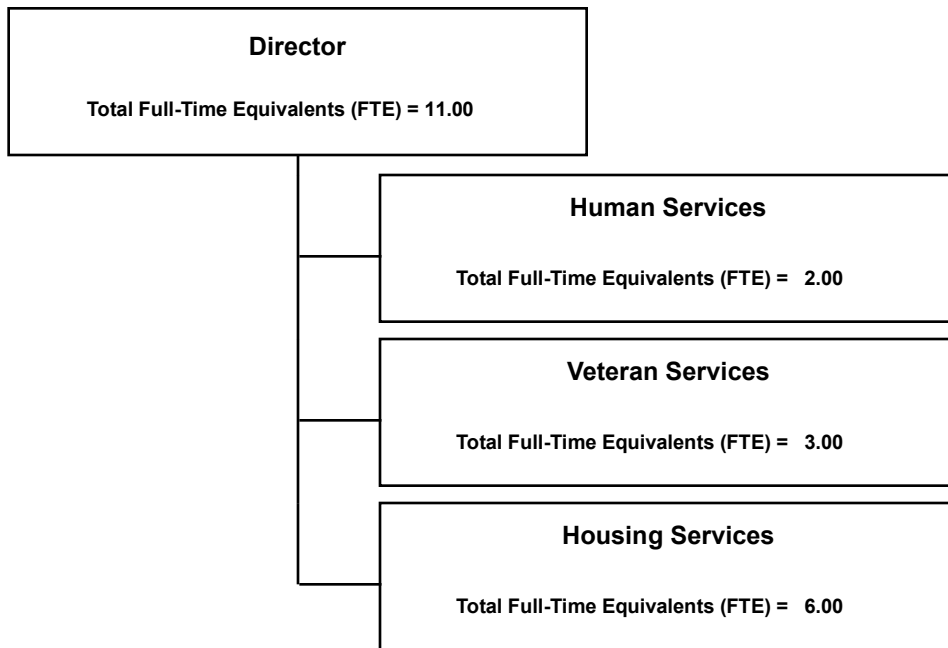 Director
Total Full-Time Equivalents (FTE) = 11.00
Human Services
Total Full-Time Equivalents (FTE) = 2.00
Veteran Services
Total Full-Time Equivalents (FTE) = 3.00
Housing Services
Total Full-Time Equivalents (FTE) = 6.00